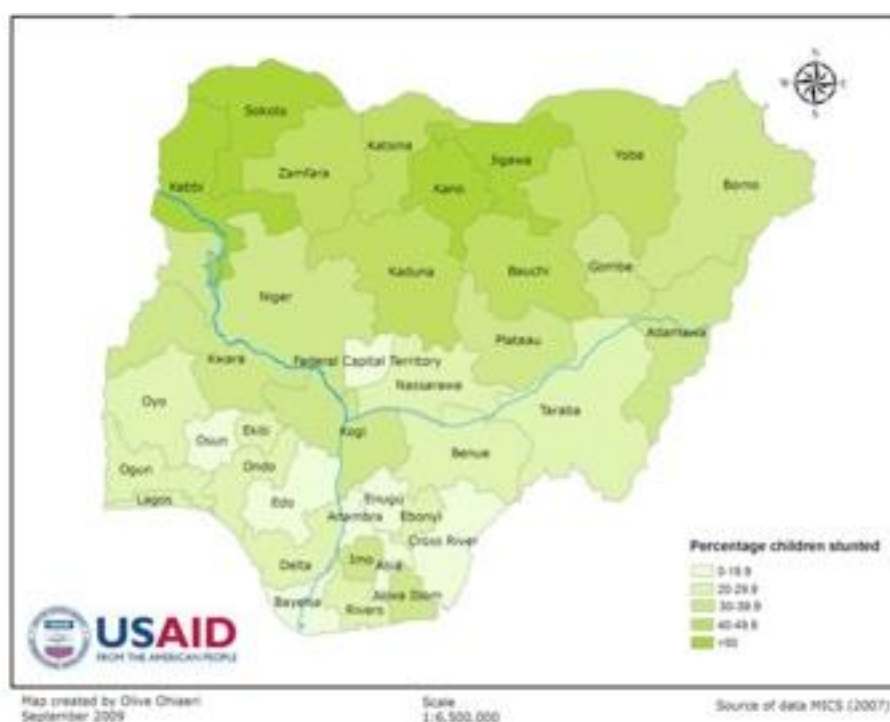 N
W
E
S
Sokoto
Katsina
Jigawa
Yobe
Zamfara
Kebbi
Kano
Borno
Kaduna
Bauchi
Gombe
Niger
Plataau
Adamawa
Kwara
Federal Capital Territory
Nassarawa
Taraba
Oyo
Osun
Ekiti
Kogi
Benue
Ogun
Ondo
Lagos
Edo
Enugu
Anambra
Ebonyi
Cross River
Delta
Imo
Abia
Bayelsa
Rivers
Akwa Ibom
Percentage children stunted
0-19.9
20-29.9
30-39.9
40-49.9
>50
USAID
FROM THE AMERICAN PEOPLE
Map created by Olive Ohiaeri
September 2009
Scale
1:6,500,000
Source of data MICS (2007)